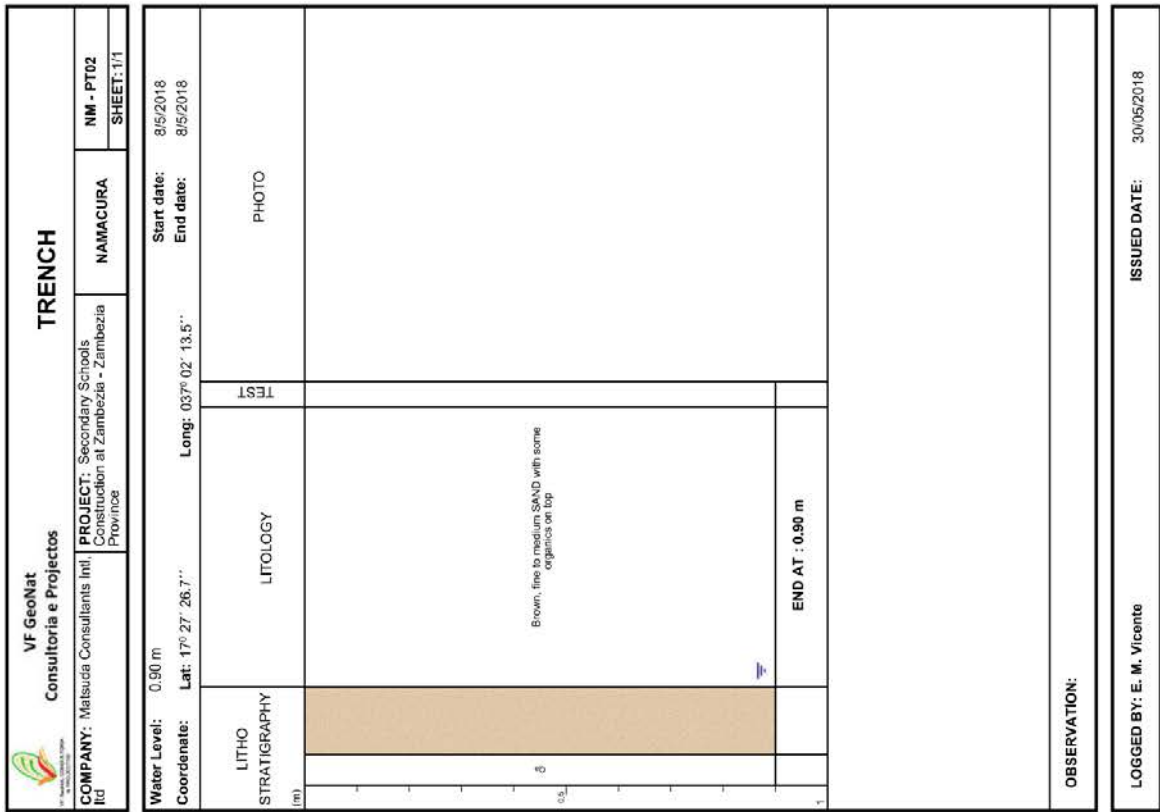 VF GeoNat
Consultoria e Projectos
TRENCH
COMPANY: Matsuda Consultants Intl, ltd
PROJECT: Secondary Schools
Construction at Zambezia - Zambezia
Province
NAMACURA
NM - PT02
SHEET: 1/1
Water Level: 0.90 m
Start date: 8/5/2018
Coordenate: Lat: 17º 27´ 26.7´´ Long: 037º 02´ 13.5´´
End date: 8/5/2018
LITHO
STRATIGRAPHY
LITOLOGY
TEST
PHOTO
(m)
0.5
1
Brown, fine to medium SAND with some
organics on top
END AT : 0.90 m
OBSERVATION:
LOGGED BY: E. M. Vicente
ISSUED DATE: 30/05/2018